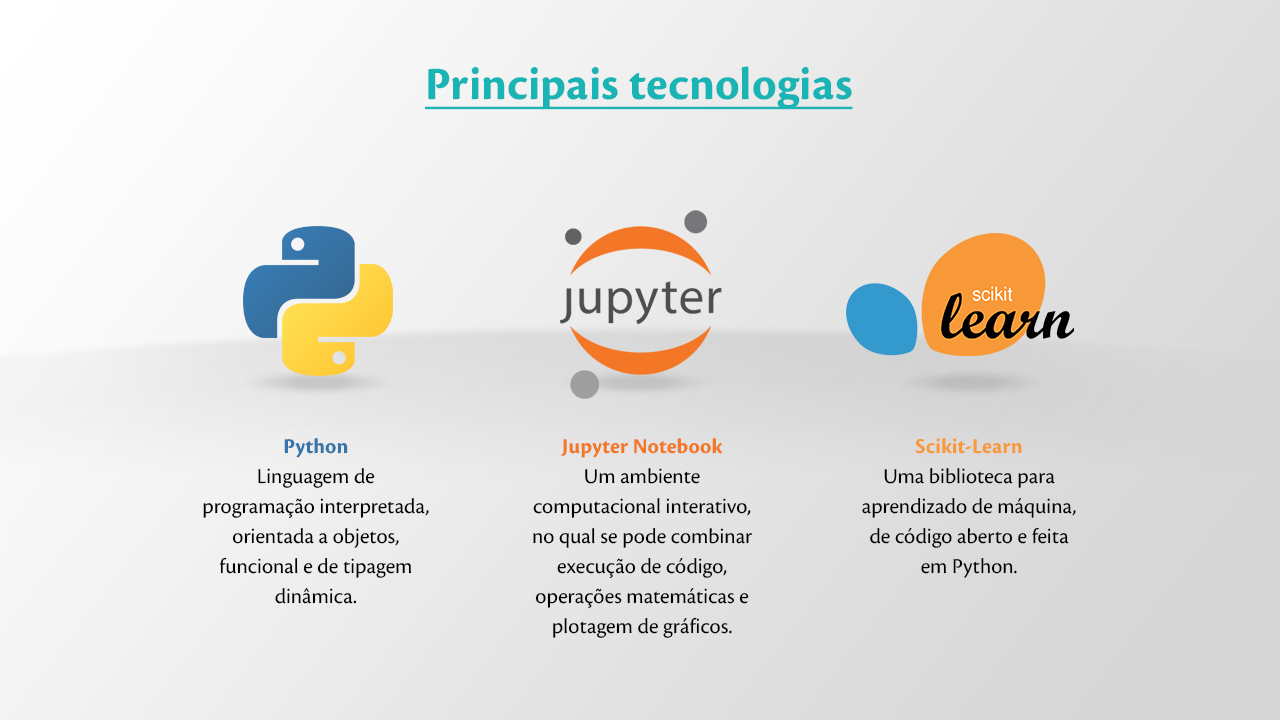 Principais tecnologias
jupyter
scikit
learn
Python
Linguagem de
programação interpretada,
orientada a objetos,
funcional e de tipagem
dinâmica.
Jupyter Notebook
Um ambiente
computacional interativo,
no qual se pode combinar
execução de código,
operações matemáticas e
plotagem de gráficos.
Scikit-Learn
Uma biblioteca para
aprendizado de máquina,
de código aberto e feita
em Python.